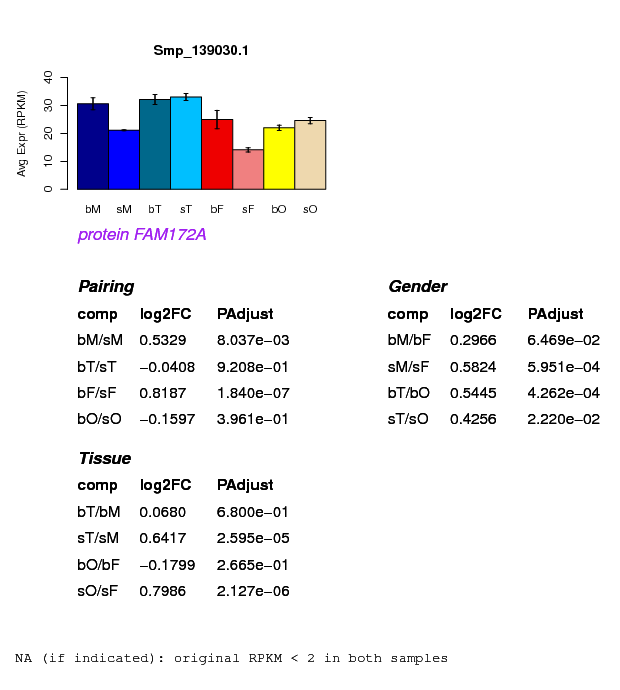 Smp_139030.1
Avg Expr (RPKM)
0 10 20 30 40
bM sM bT sT bF sF bO sO
protein FAM172A
Pairing
comp log2FC PAdjust
bM/sM 0.5329 8.037e−03
bT/sT −0.0408 9.208e−01
bF/sF 0.8187 1.840e−07
bO/sO −0.1597 3.961e−01
Gender
comp log2FC PAdjust
bM/bF 0.2966 6.469e−02
sM/sF 0.5824 5.951e−04
bT/bO 0.5445 4.262e−04
sT/sO 0.4256 2.220e−02
Tissue
comp log2FC PAdjust
bT/bM 0.0680 6.800e−01
sT/sM 0.6417 2.595e−05
bO/bF −0.1799 2.665e−01
sO/sF 0.7986 2.127e−06
NA (if indicated): original RPKM < 2 in both samples